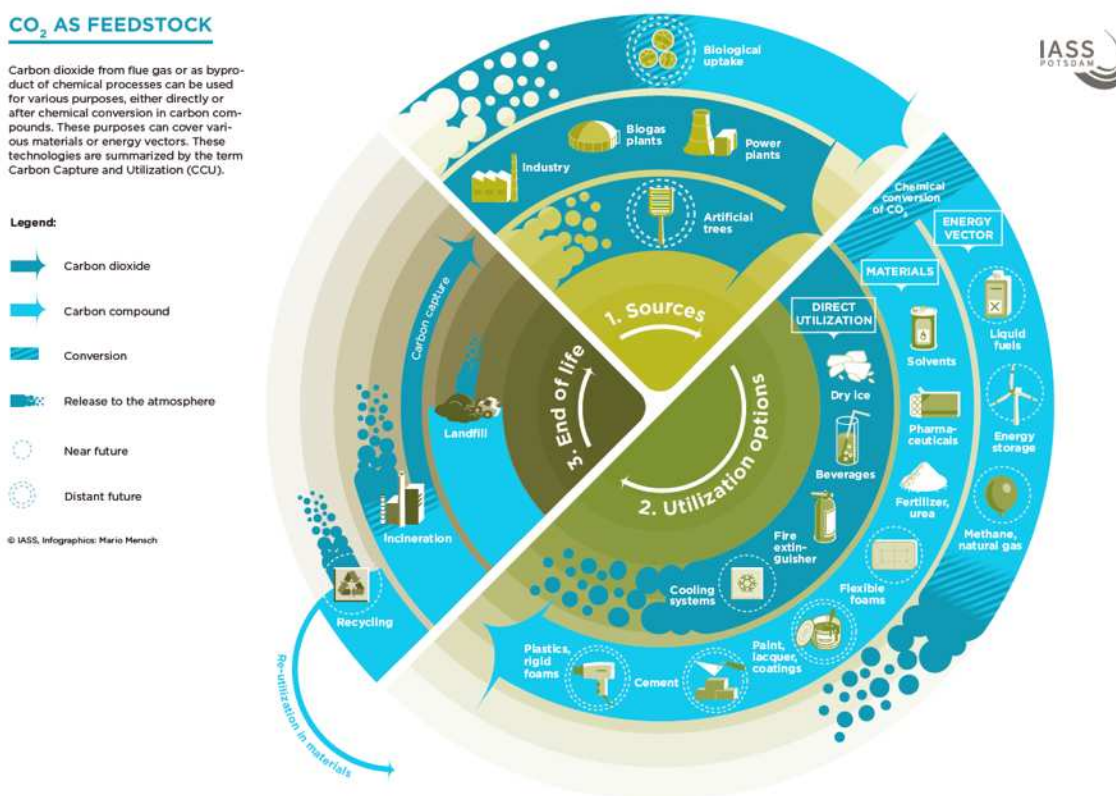 CO₂ AS FEEDSTOCK
Carbon dioxide from flue gas or as bypro-
duct of chemical processes can be used
for various purposes, either directly or
after chemical conversion in carbon com-
pounds. These purposes can cover vari-
ous materials or energy vectors. These
technologies are summarized by the term
Carbon Capture and Utilization (CCU).
Legend:
Carbon dioxide
Carbon compound
Conversion
Release to the atmosphere
Near future
Distant future
© IASS, Infographics: Mario Mensch
IASS
POTSDAM
Biological
uptake
Biogas
plants
Power
plants
Industry
Artificial
trees
1. Sources
Chemical
conversion
of CO₂
ENERGY
VECTOR
MATERIALS
DIRECT
UTILIZATION
Liquid
fuels
Solvents
Dry ice
Energy
storage
Pharma-
ceuticals
Beverages
Methane,
natural gas
Fertilizer,
urea
Fire extin-
guisher
Flexible
foams
Cooling
systems
Paint,
lacquer,
coatings
Cement
Plastics,
rigid
foams
2. Utilization options
3. End of life
Carbon capture
Landfill
Incineration
Recycling
Re-utilization in materials